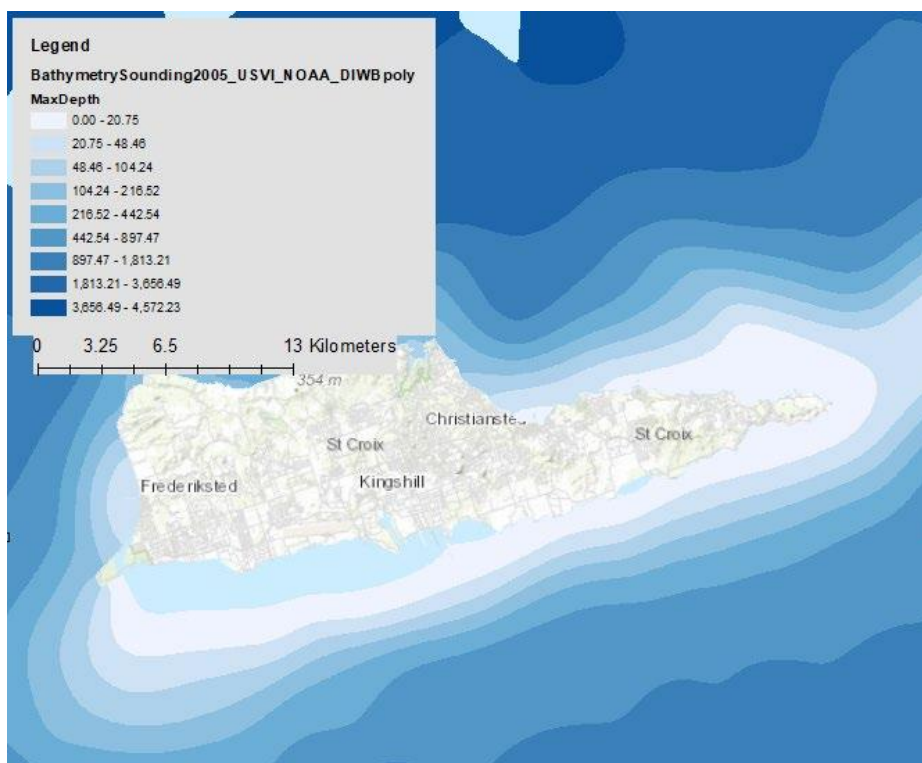 Legend
BathymetrySounding2005_USVI_NOAA_DIWBpoly
MaxDepth
0.00 - 20.75
20.75 - 48.46
48.46 - 104.24
104.24 - 216.52
216.52 - 442.54
442.54 - 897.47
897.47 - 1,813.21
1,813.21 - 3,656.49
3,656.49 - 4,572.23
0 3.25 6.5 13 Kilometers
354 m
Christiansted
St Croix
St Croix
Kingshill
Frederiksted